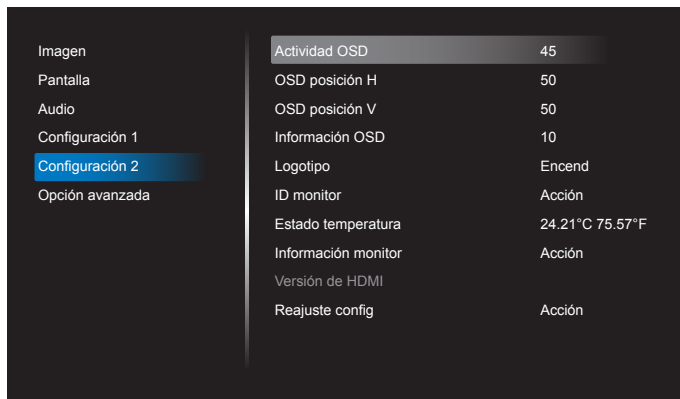 Imagen
Pantalla
Audio
Configuración 1
Configuración 2
Opción avanzada
Actividad OSD 45
OSD posición H 50
OSD posición V 50
Información OSD 10
Logotipo Encend
ID monitor Acción
Estado temperatura 24.21°C 75.57°F
Información monitor Acción
Versión de HDMI
Reajuste config Acción